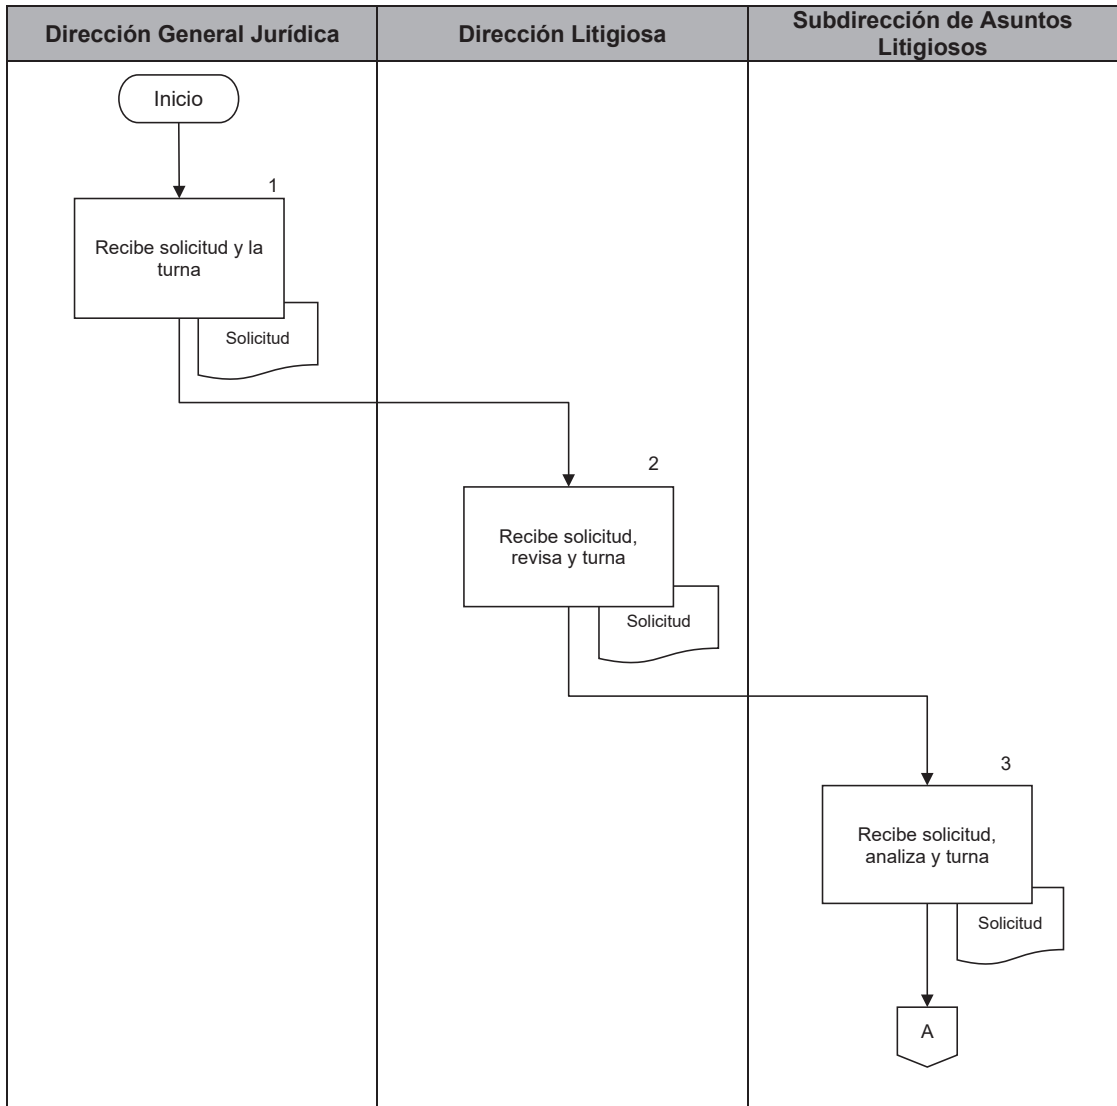 Dirección General Jurídica
Dirección Litigiosa
Subdirección de Asuntos
Litigiosos
Inicio
1
Recibe solicitud y la
turna
Solicitud
2
Recibe solicitud,
revisa y turna
Solicitud
3
Recibe solicitud,
analiza y turna
Solicitud
A